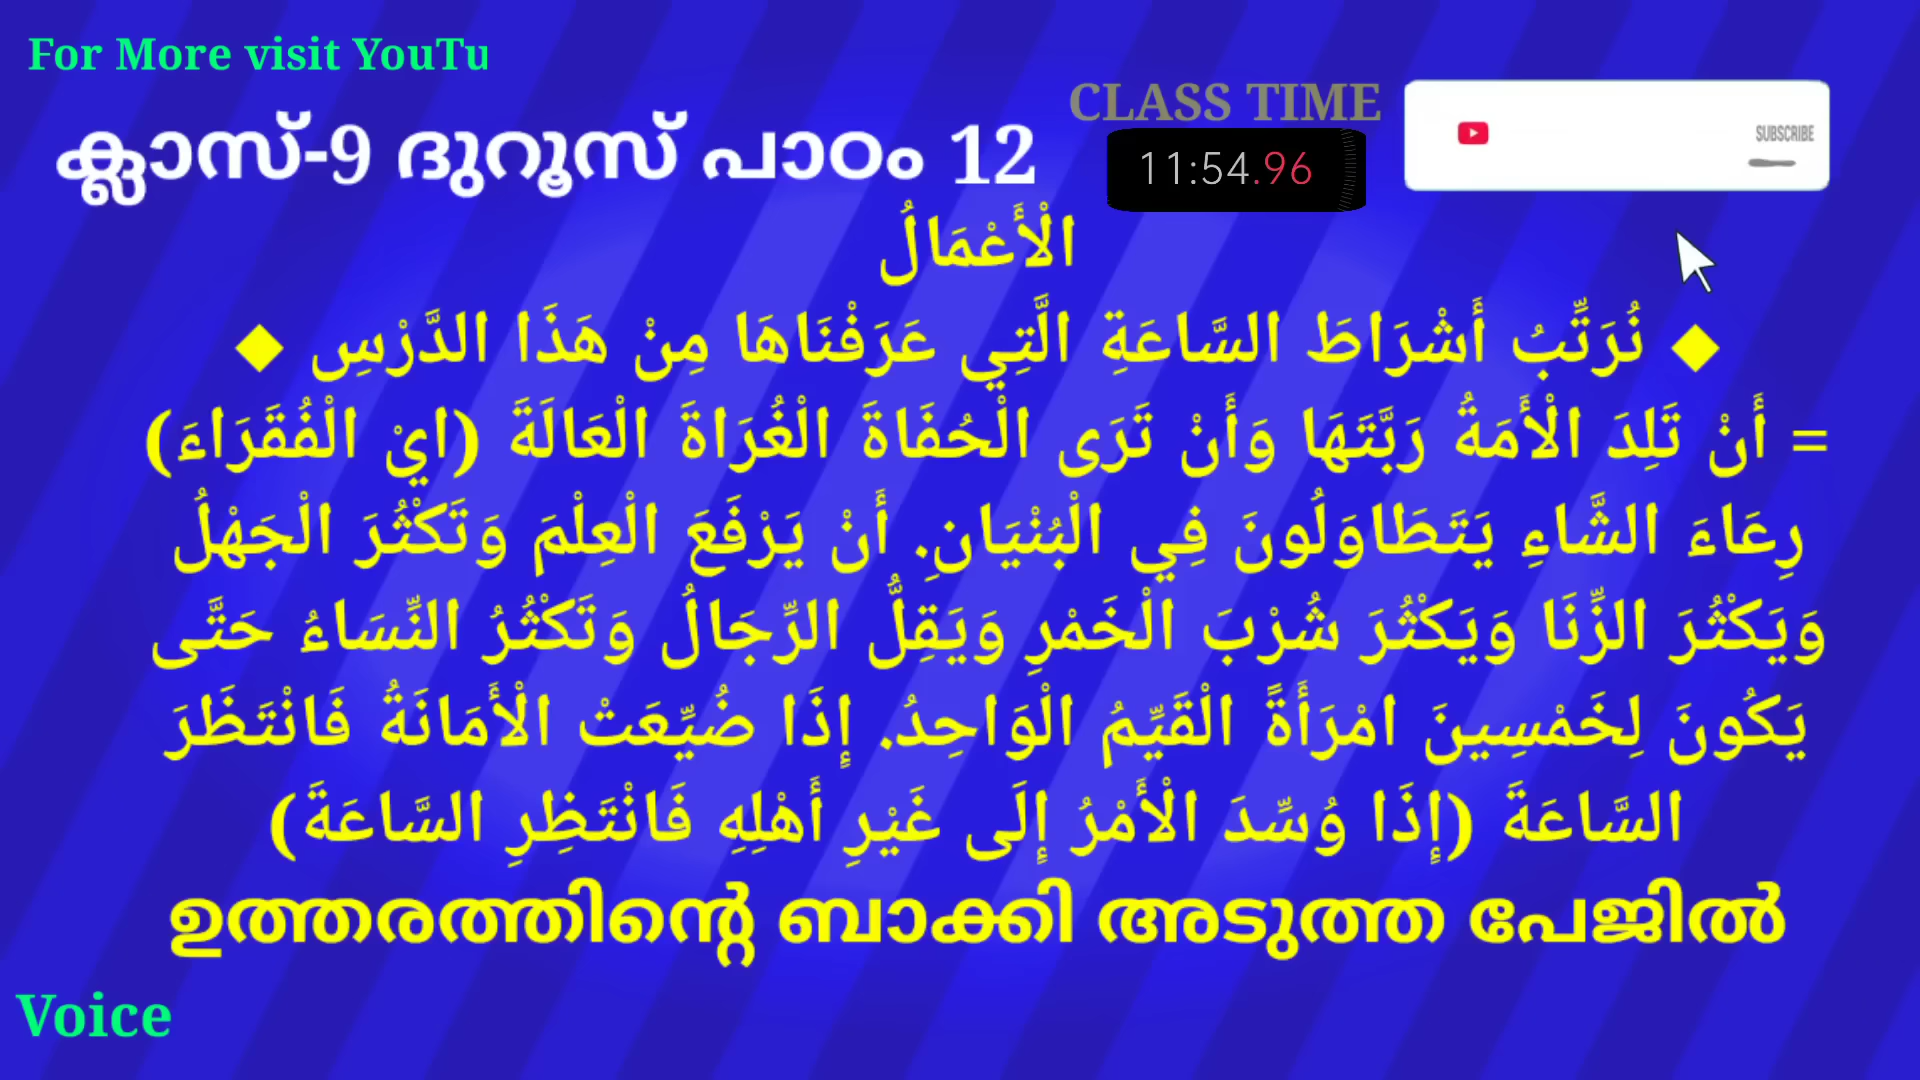 For More visit YouTu
CLASS TIME
SUBSCRIBE
ക്ലാസ്-9 ദുറൂസ് പാഠം 12
11:54.96
الْأَعْمَالُ
◆ نُرَتِّبُ أَشْرَاطَ السَّاعَةِ الَّتِي عَرَفْنَاهَا مِنْ هَذَا الدَّرْسِ ◆
= أَنْ تَلِدَ الْأَمَةُ رَبَّتَهَا وَأَنْ تَرَى الْحُفَاةَ الْغُرَاةَ الْعَالَةَ (ايْ الْفُقَرَاءَ)
رِعَاءَ الشَّاءِ يَتَطَاوَلُونَ فِي الْبُنْيَانِ. أَنْ يَرْفَعَ الْعِلْمَ وَتَكْثُرَ الْجَهْلُ
وَيَكْثُرَ الزِّنَا وَيَكْثُرَ شُرْبَ الْخَمْرِ وَيَقِلُّ الرِّجَالُ وَتَكْثُرُ النِّسَاءُ حَتَّى
يَكُونَ لِخَمْسِينَ امْرَأَةً الْقَيِّمُ الْوَاحِدُ. إِذَا ضُيِّعَتْ الْأَمَانَةُ فَانْتَظَرَ
السَّاعَةَ (إِذَا وُسِّدَ الْأَمْرُ إِلَى غَيْرِ أَهْلِهِ فَانْتَظِرِ السَّاعَةَ)
ഉത്തരത്തിന്റെ ബാക്കി അടുത്ത പേജിൽ
Voice